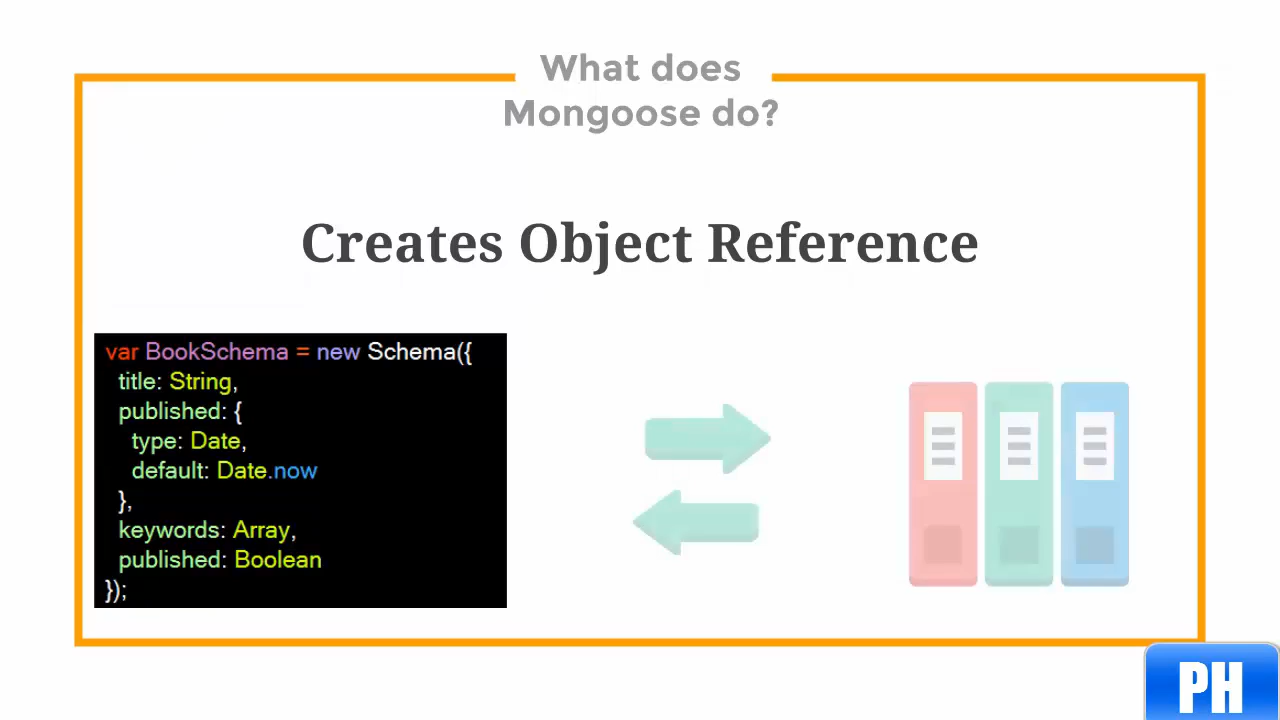 What does
Mongoose do?
Creates Object Reference
var BookSchema = new Schema({
title: String,
published: {
type: Date,
default: Date.now
},
keywords: Array,
published: Boolean
});
PH